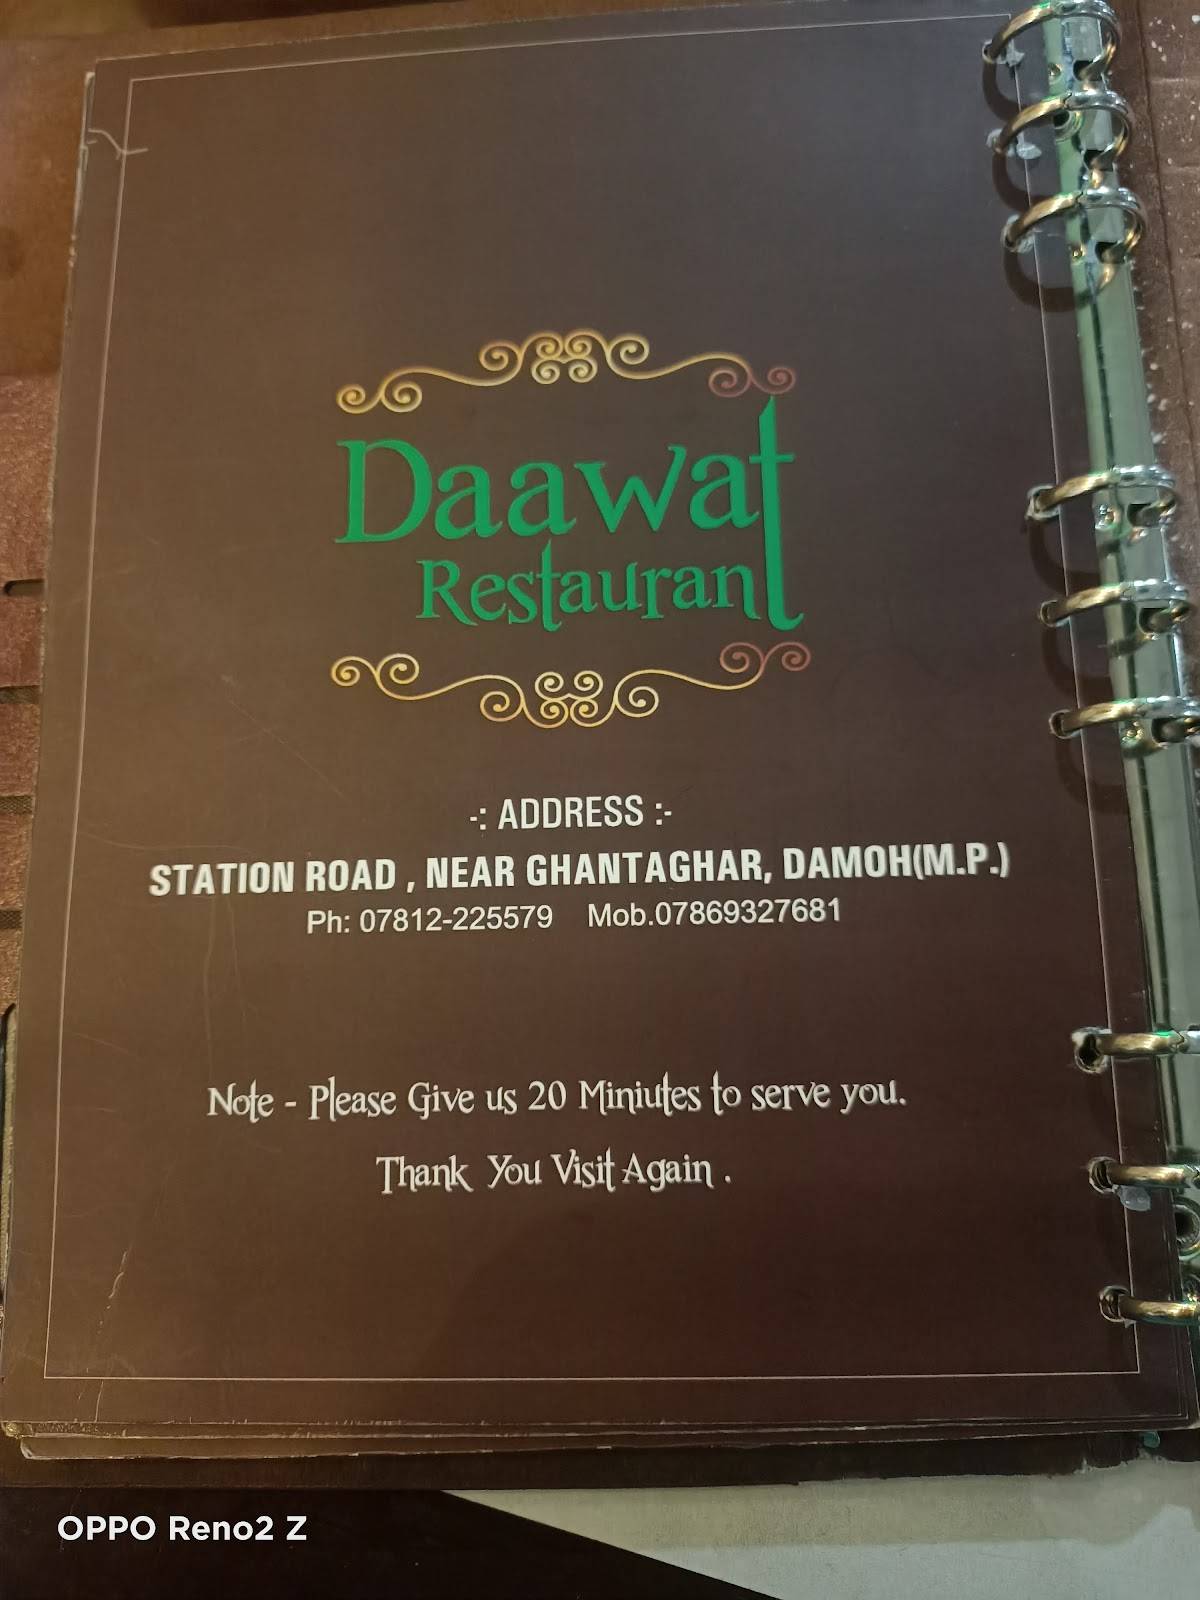 Daawat
Restaurant
-: ADDRESS :-
STATION ROAD , NEAR GHANTAGHAR, DAMOH(M.P.)
Ph: 07812-225579 Mob.07869327681
Note - Please Give us 20 Miniutes to serve you.
Thank You Visit Again .
OPPO Reno2 Z